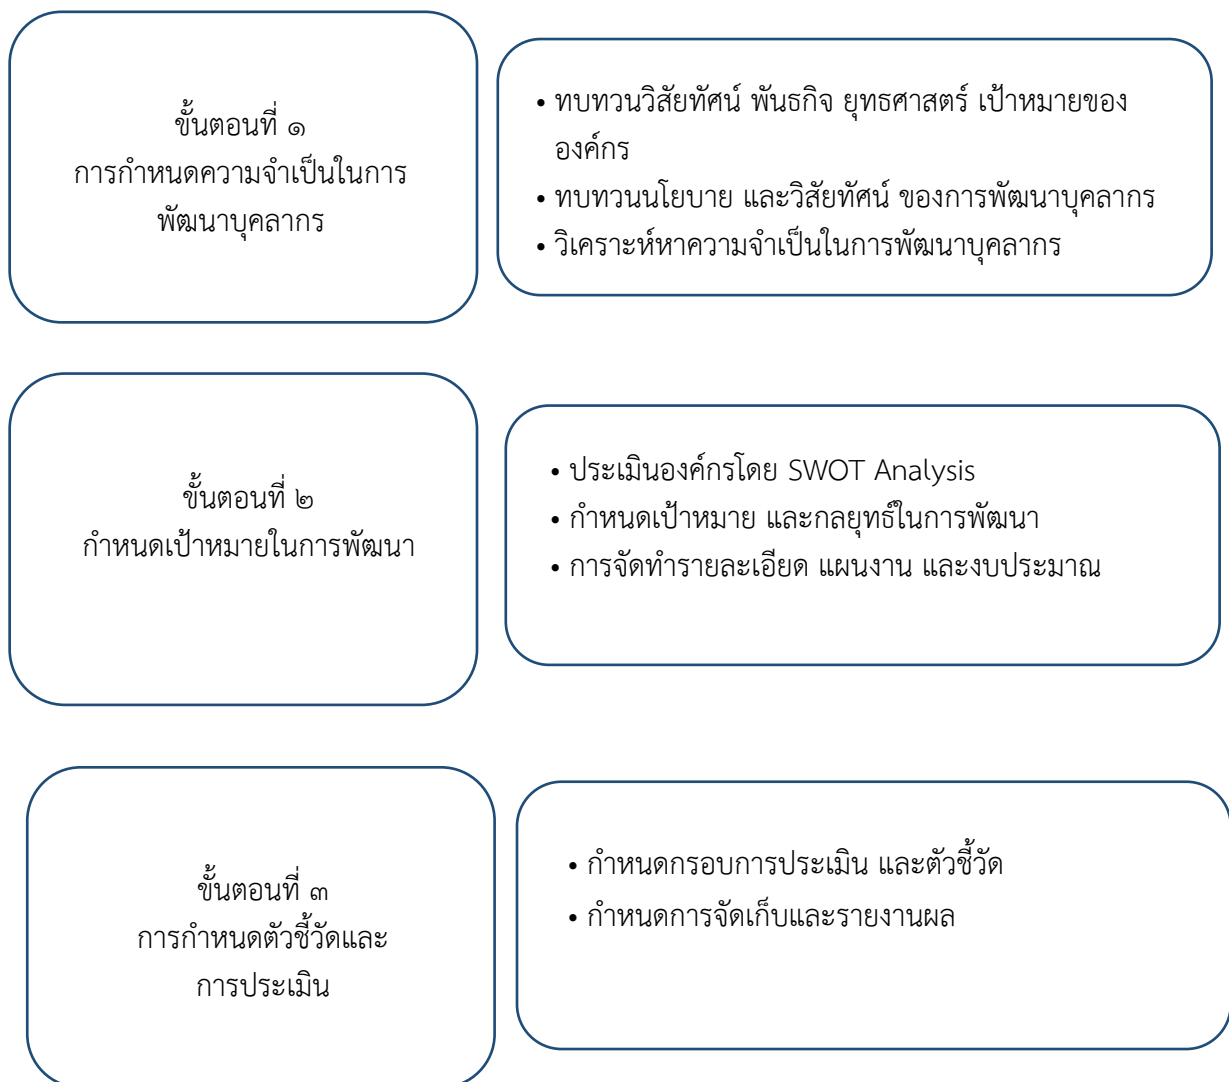 ขั้นตอนที่ ๑
การกำหนดความจำเป็นในการ
พัฒนาบุคลากร
• ทบทวนวิสัยทัศน์ พันธกิจ ยุทธศาสตร์ เป้าหมายของ
องค์กร
• ทบทวนนโยบาย และวิสัยทัศน์ ของการพัฒนาบุคลากร
• วิเคราะห์หาความจำเป็นในการพัฒนาบุคลากร
ขั้นตอนที่ ๒
กำหนดเป้าหมายในการพัฒนา
• ประเมินองค์กรโดย SWOT Analysis
• กำหนดเป้าหมาย และกลยุทธ์ในการพัฒนา
• การจัดทำรายละเอียด แผนงาน และงบประมาณ
ขั้นตอนที่ ๓
การกำหนดตัวชี้วัดและ
การประเมิน
• กำหนดกรอบการประเมิน และตัวชี้วัด
• กำหนดการจัดเก็บและรายงานผล